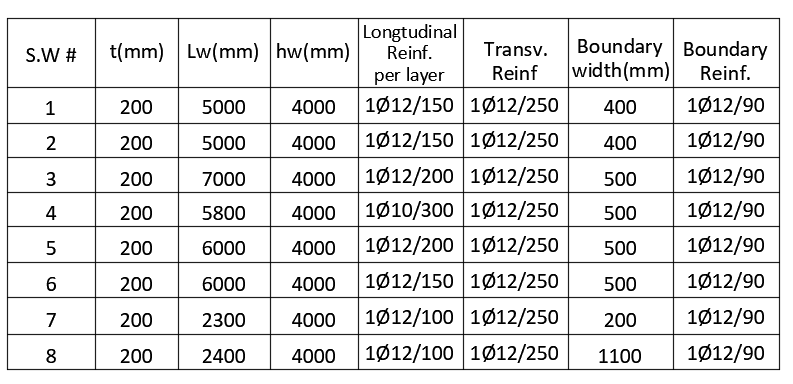 S.W # t(mm) Lw(mm) hw(mm) Longtudinal Reinf. per layer Transv. Reinf Boundary width(mm) Boundary Reinf.
1 200 5000 4000 1Ø12/150 1Ø12/250 400 1Ø12/90
2 200 5000 4000 1Ø12/150 1Ø12/250 400 1Ø12/90
3 200 7000 4000 1Ø12/200 1Ø12/250 500 1Ø12/90
4 200 5800 4000 1Ø10/300 1Ø12/250 500 1Ø12/90
5 200 6000 4000 1Ø12/200 1Ø12/250 500 1Ø12/90
6 200 6000 4000 1Ø12/150 1Ø12/250 500 1Ø12/90
7 200 2300 4000 1Ø12/100 1Ø12/250 200 1Ø12/90
8 200 2400 4000 1Ø12/100 1Ø12/250 1100 1Ø12/90